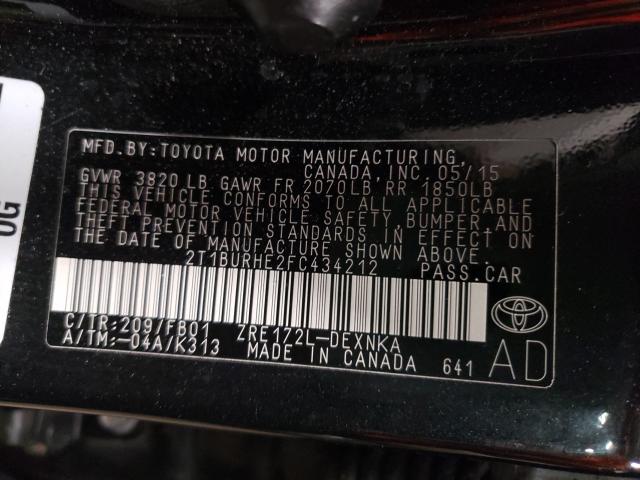 MFD. BY: TOYOTA MOTOR MANUFACTURING,
CANADA, INC. 05/15
GVWR 3820 LB GAWR FR 2070LB RR 1850LB
THIS VEHICLE CONFORMS TO ALL APPLICABLE
FEDERAL MOTOR VEHICLE SAFETY, BUMPER, AND
THEFT PREVENTION STANDARDS IN EFFECT ON
THE DATE OF MANUFACTURE SHOWN ABOVE.
2T1BURHE2FC434212 PASS. CAR
C/TR: 209/FB01 ZRE172L-DEXNKA
A/TM: -04A/K313 MADE IN CANADA 641
AD
OG